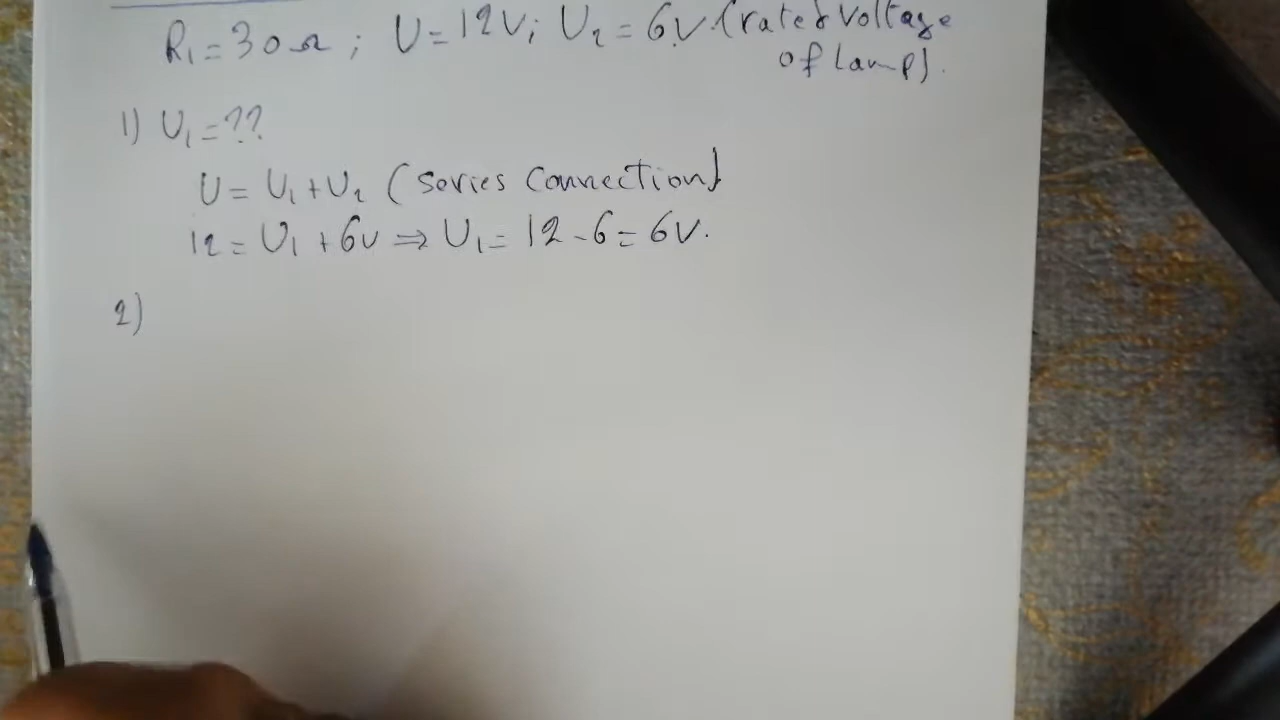 R₁ = 30Ω ; U = 12V; U₂ = 6V. (rated voltage
of lamp).
1) U₁ = ??
U = U₁ + U₂ (Series Connection)
12 = U₁ + 6V ⇒ U₁ = 12 - 6 = 6V.
2)